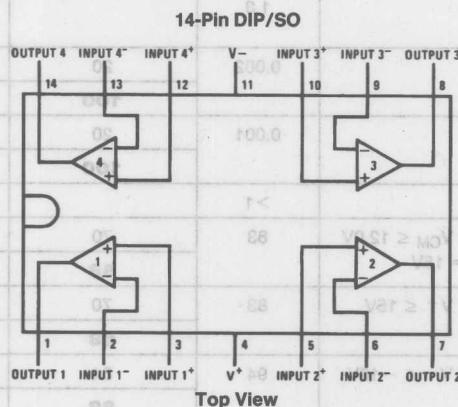 14-Pin DIP/SO
OUTPUT 4 INPUT 4⁻ INPUT 4⁺ V− INPUT 3⁺ INPUT 3⁻ OUTPUT 3
14 13 12 11 10 9 8
4 − + − + 3
1 + − + − 2
1 2 3 4 5 6 7
OUTPUT 1 INPUT 1⁻ INPUT 1⁺ V⁺ INPUT 2⁺ INPUT 2⁻ OUTPUT 2
Top View